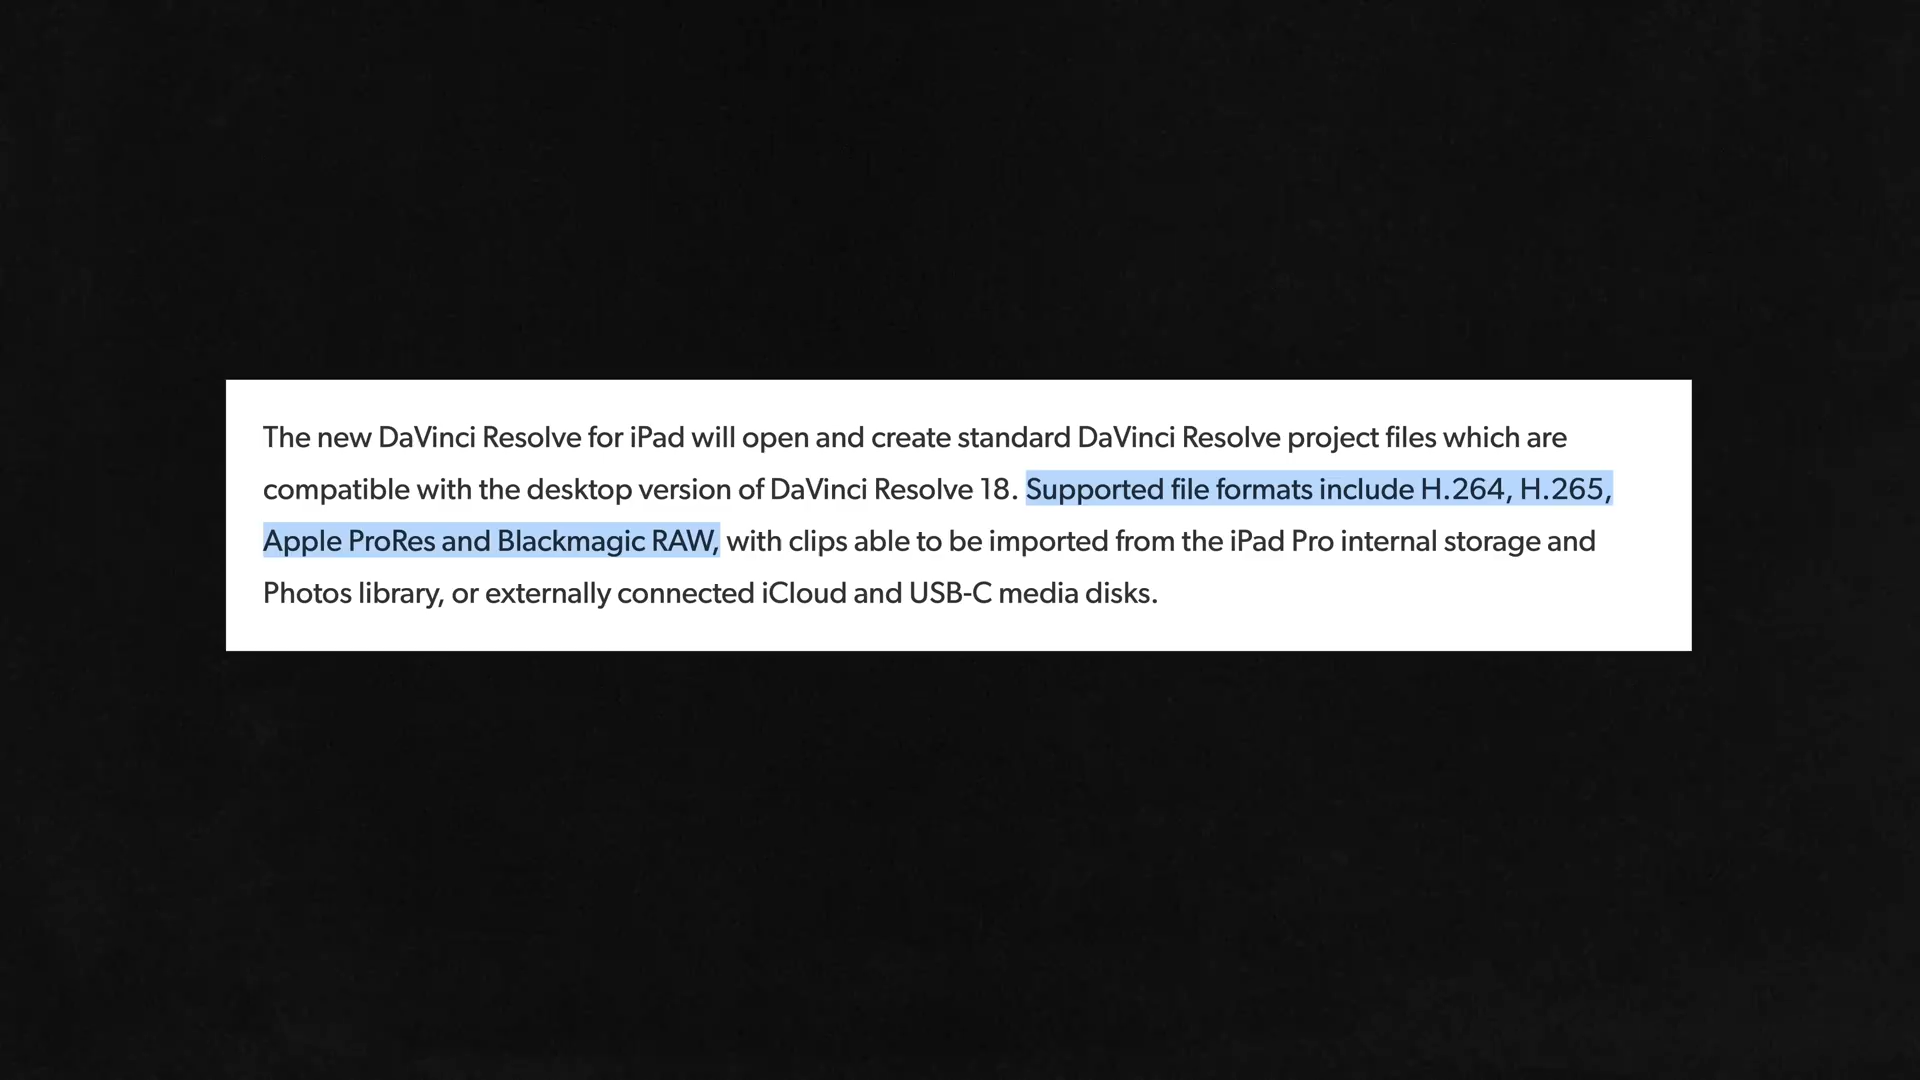 The new DaVinci Resolve for iPad will open and create standard DaVinci Resolve project files which are
compatible with the desktop version of DaVinci Resolve 18. Supported file formats include H.264, H.265,
Apple ProRes and Blackmagic RAW, with clips able to be imported from the iPad Pro internal storage and
Photos library, or externally connected iCloud and USB-C media disks.